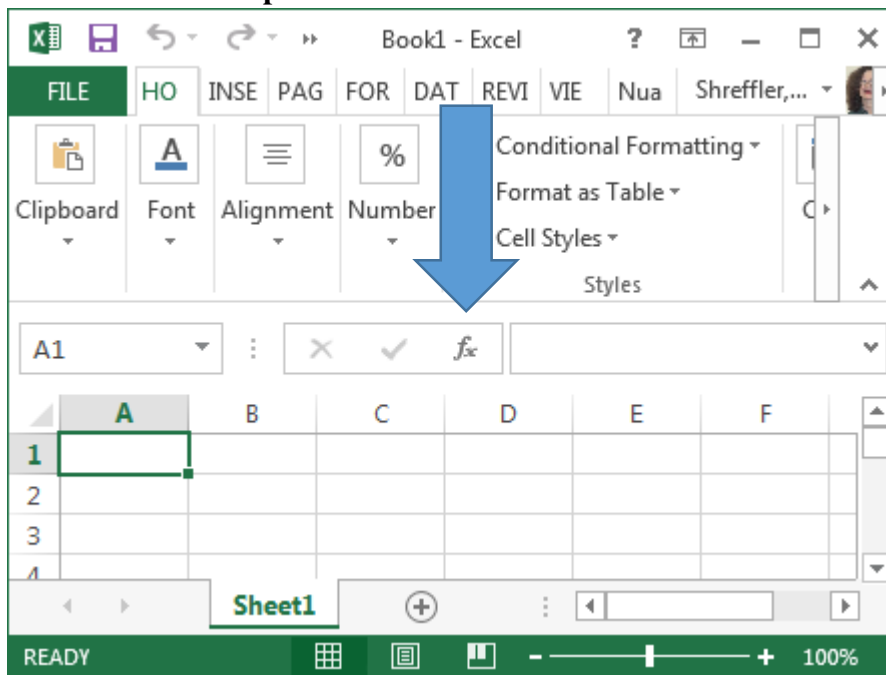 Book1 - Excel ?
FILE HO INSE PAG FOR DAT REVI VIE Nua Shreffler,...
A % Conditional Formatting
Format as Table
Clipboard Font Alignment Number
Cell Styles
Styles
A1 fx
A B C D E F
1
2
3
4
Sheet1
READY 100%